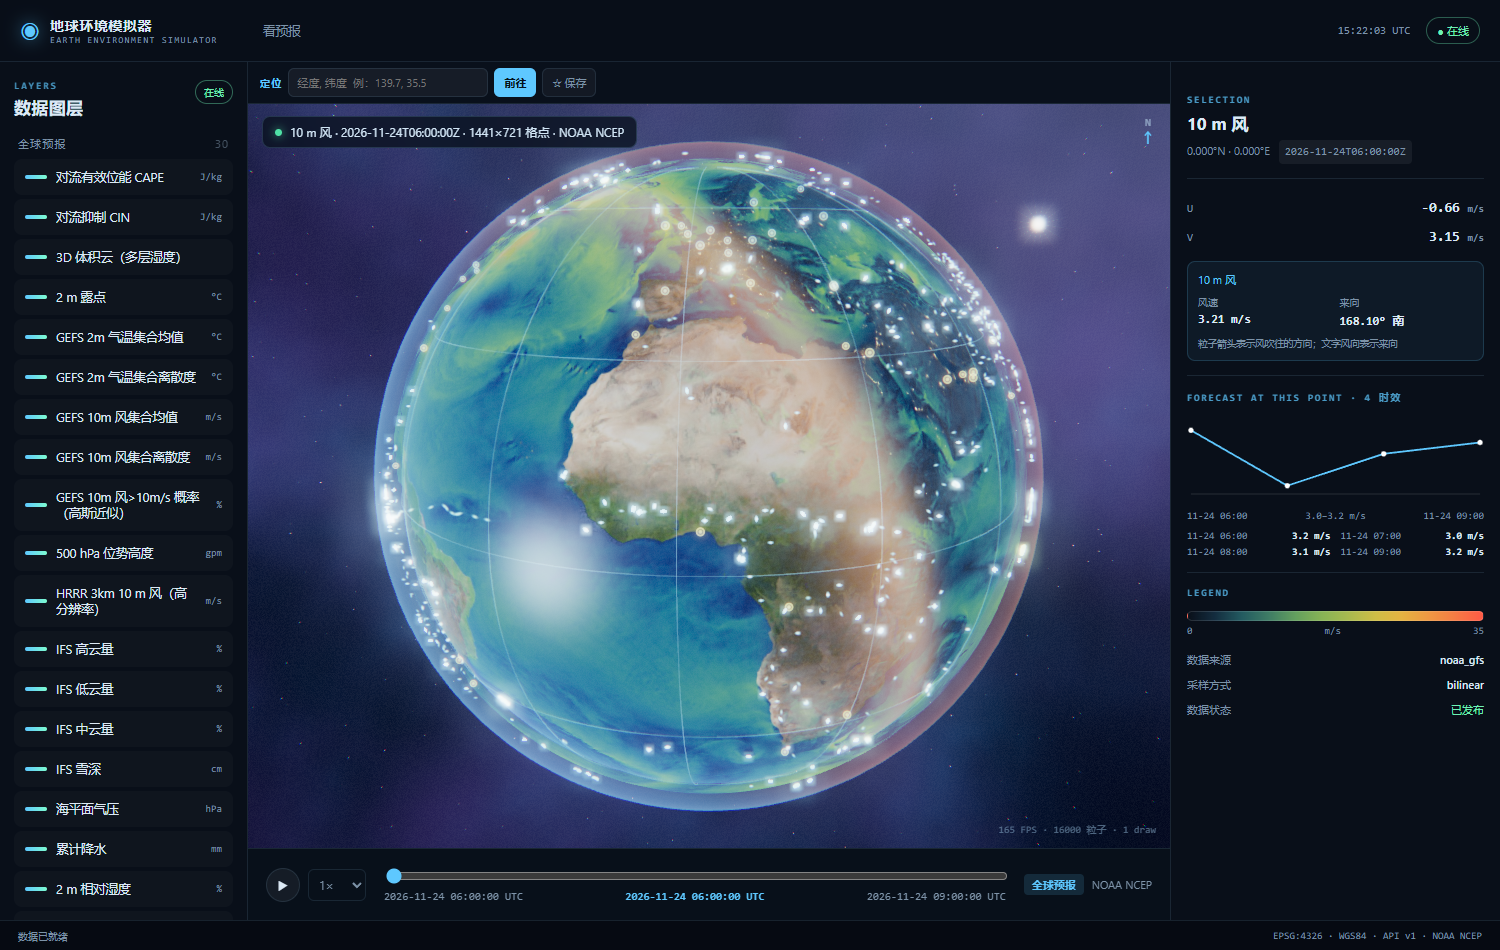 地球环境模拟器
EARTH ENVIRONMENT SIMULATOR
看预报
15:22:03 UTC
● 在线
LAYERS
数据图层
在线
全球预报 30
对流有效位能 CAPE J/kg
对流抑制 CIN J/kg
3D 体积云（多层湿度）
2 m 露点 °C
GEFS 2m 气温集合均值 °C
GEFS 2m 气温集合离散度 °C
GEFS 10m 风集合均值 m/s
GEFS 10m 风集合离散度 m/s
GEFS 10m 风>10m/s 概率
（高斯近似） %
500 hPa 位势高度 gpm
HRRR 3km 10 m 风（高
分辨率） m/s
IFS 高云量 %
IFS 低云量 %
IFS 中云量 %
IFS 雪深 cm
海平面气压 hPa
累计降水 mm
2 m 相对湿度 %
定位
经度, 纬度 例：139.7, 35.5
前往
☆ 保存
10 m 风 · 2026-11-24T06:00:00Z · 1441×721 格点 · NOAA NCEP
N
↑
165 FPS · 16000 粒子 · 1 draw
1×
2026-11-24 06:00:00 UTC
2026-11-24 06:00:00 UTC
2026-11-24 09:00:00 UTC
全球预报
NOAA NCEP
SELECTION
10 m 风
0.000°N · 0.000°E 2026-11-24T06:00:00Z
U -0.66 m/s
V 3.15 m/s
10 m 风
风速 来向
3.21 m/s 168.10° 南
粒子箭头表示风吹往的方向；文字风向表示来向
FORECAST AT THIS POINT · 4 时效
11-24 06:00 3.0–3.2 m/s 11-24 09:00
11-24 06:00 3.2 m/s 11-24 07:00 3.0 m/s
11-24 08:00 3.1 m/s 11-24 09:00 3.2 m/s
LEGEND
0 m/s 35
数据来源 noaa_gfs
采样方式 bilinear
数据状态 已发布
数据已就绪
EPSG:4326 · WGS84 · API v1 · NOAA NCEP